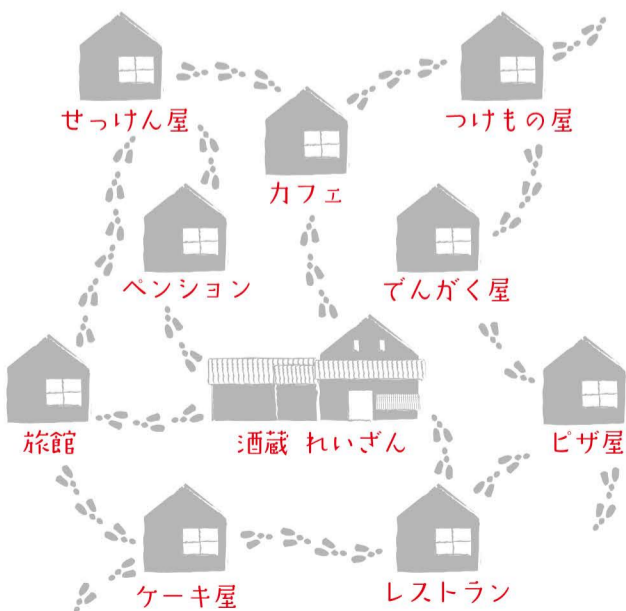 せっけん屋
つけもの屋
カフェ
ペンション
でんがく屋
旅館
酒蔵 れいざん
ピザ屋
ケーキ屋
レストラン